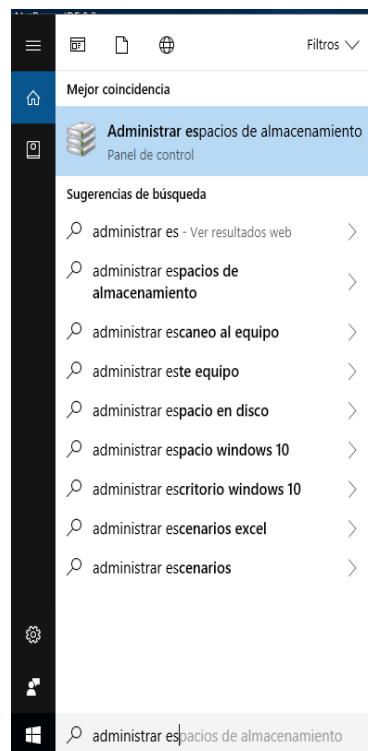 Filtros
Mejor coincidencia
Administrar espacios de almacenamiento
Panel de control
Sugerencias de búsqueda
administrar es - Ver resultados web
administrar espacios de
almacenamiento
administrar escaneo al equipo
administrar este equipo
administrar espacio en disco
administrar espacio windows 10
administrar escritorio windows 10
administrar escenarios excel
administrar escenarios
administrar espacios de almacenamiento